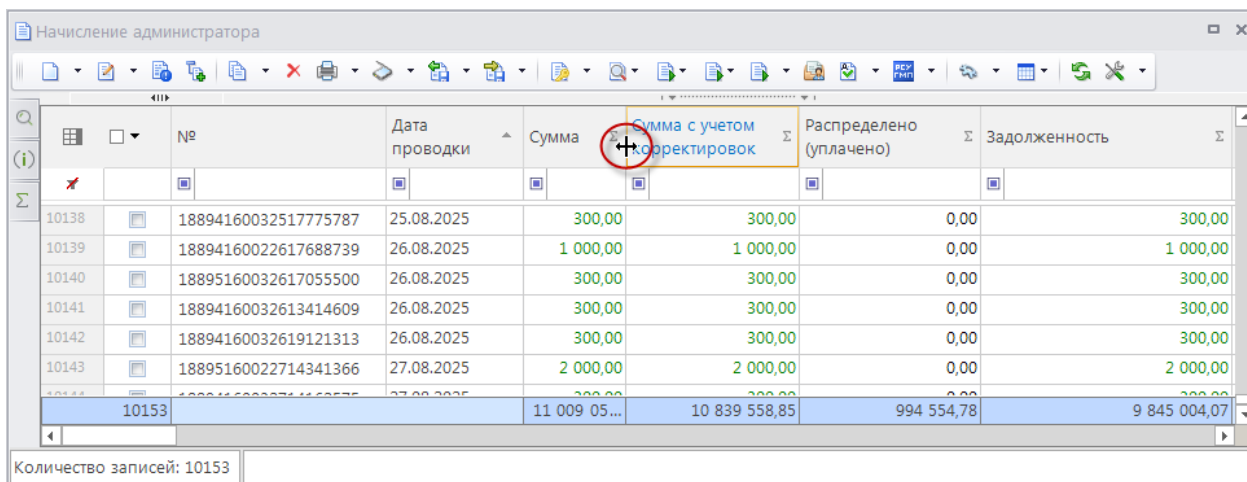 Начисление администратора
РСУ ГМП
№ Дата проводки Сумма Σ Сумма с учетом корректировок Σ Распределено (уплачено) Σ Задолженность Σ
10138 18894160032517775787 25.08.2025 300,00 300,00 0,00 300,00
10139 18894160022617688739 26.08.2025 1 000,00 1 000,00 0,00 1 000,00
10140 18895160032617055500 26.08.2025 300,00 300,00 0,00 300,00
10141 18894160032613414609 26.08.2025 300,00 300,00 0,00 300,00
10142 18894160032619121313 26.08.2025 300,00 300,00 0,00 300,00
10143 18895160022714341366 27.08.2025 2 000,00 2 000,00 0,00 2 000,00
10153 11 009 05... 10 839 558,85 994 554,78 9 845 004,07
Количество записей: 10153